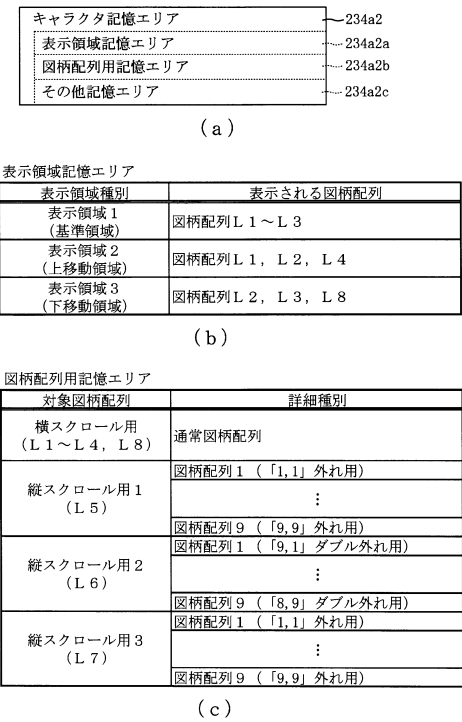 キャラクタ記憶エリア 234a2
表示領域記憶エリア 234a2a
図柄配列用記憶エリア 234a2b
その他記憶エリア 234a2c
(a)
表示領域記憶エリア
表示領域種別 表示される図柄配列
表示領域1
(基準領域)
図柄配列L1〜L3
表示領域2
(上移動領域)
図柄配列L1, L2, L4
表示領域3
(下移動領域)
図柄配列L2, L3, L8
(b)
図柄配列用記憶エリア
対象図柄配列 詳細種別
横スクロール用
(L1〜L4, L8)
通常図柄配列
縦スクロール用1
(L5)
図柄配列1 (「1,1」外れ用)
⋮
図柄配列9 (「9,9」外れ用)
縦スクロール用2
(L6)
図柄配列1 (「9,1」ダブル外れ用)
⋮
図柄配列9 (「8,9」ダブル外れ用)
縦スクロール用3
(L7)
図柄配列1 (「1,1」外れ用)
⋮
図柄配列9 (「9,9」外れ用)
(c)